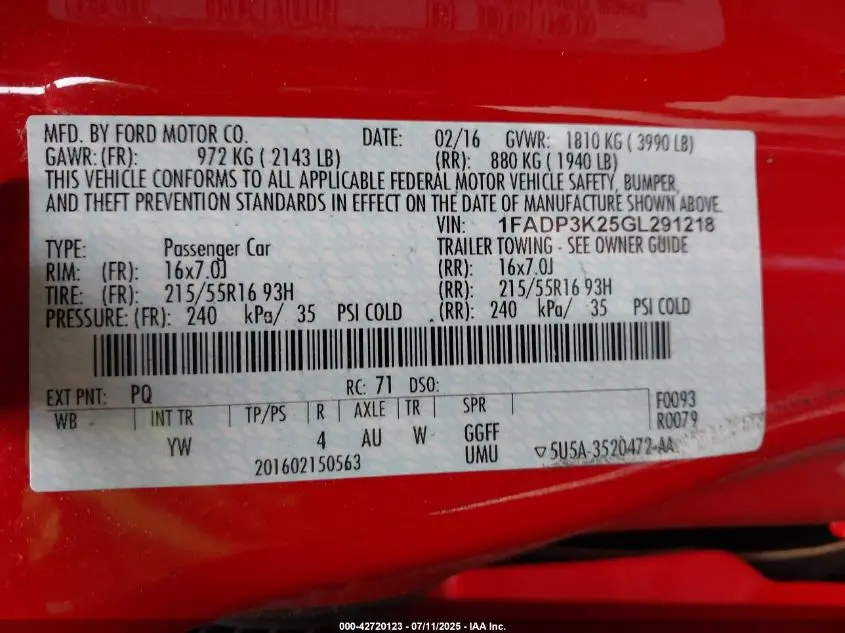 MFD. BY FORD MOTOR CO. DATE: 02/16 GVWR: 1810 KG ( 3990 LB)
GAWR: (FR): 972 KG ( 2143 LB) (RR): 880 KG ( 1940 LB)
THIS VEHICLE CONFORMS TO ALL APPLICABLE FEDERAL MOTOR VEHICLE SAFETY, BUMPER,
AND THEFT PREVENTION STANDARDS IN EFFECT ON THE DATE OF MANUFACTURE SHOWN ABOVE.
VIN: 1FADP3K25GL291218
TYPE: Passenger Car TRAILER TOWING - SEE OWNER GUIDE
RIM: (FR): 16x7.0J (RR): 16x7.0J
TIRE: (FR): 215/55R16 93H (RR): 215/55R16 93H
PRESSURE: (FR): 240 kPa/ 35 PSI COLD (RR): 240 kPa/ 35 PSI COLD
EXT PNT: PQ RC: 71 DSO:
WB INT TR TP/PS R AXLE TR SPR F0093
R0079
YW 4 AU W GGFF
UMU ▽5U5A-3520472-AA
201602150563
000-42720123 - 07/11/2025 - IAA Inc.